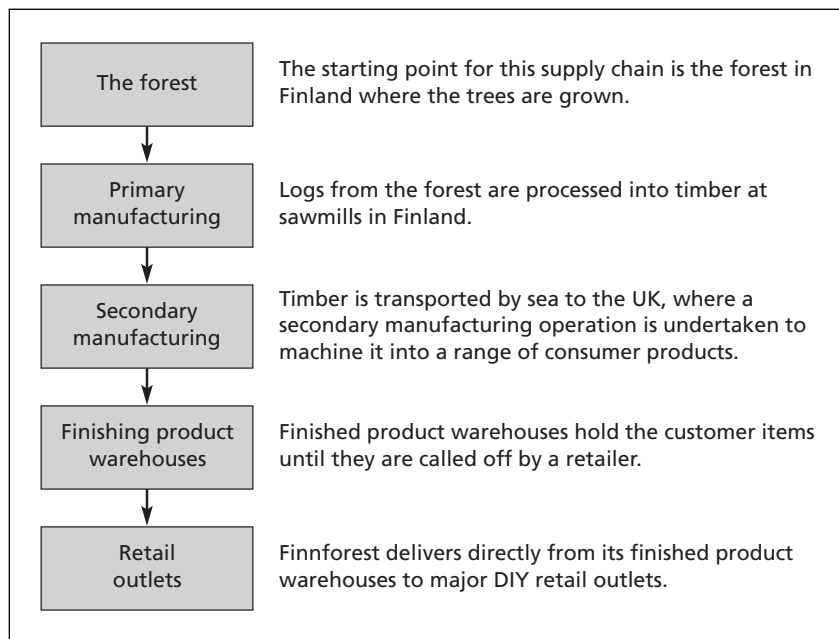 The forest
The starting point for this supply chain is the forest in
Finland where the trees are grown.
Primary
manufacturing
Logs from the forest are processed into timber at
sawmills in Finland.
Secondary
manufacturing
Timber is transported by sea to the UK, where a
secondary manufacturing operation is undertaken to
machine it into a range of consumer products.
Finishing product
warehouses
Finished product warehouses hold the customer items
until they are called off by a retailer.
Retail
outlets
Finnforest delivers directly from its finished product
warehouses to major DIY retail outlets.